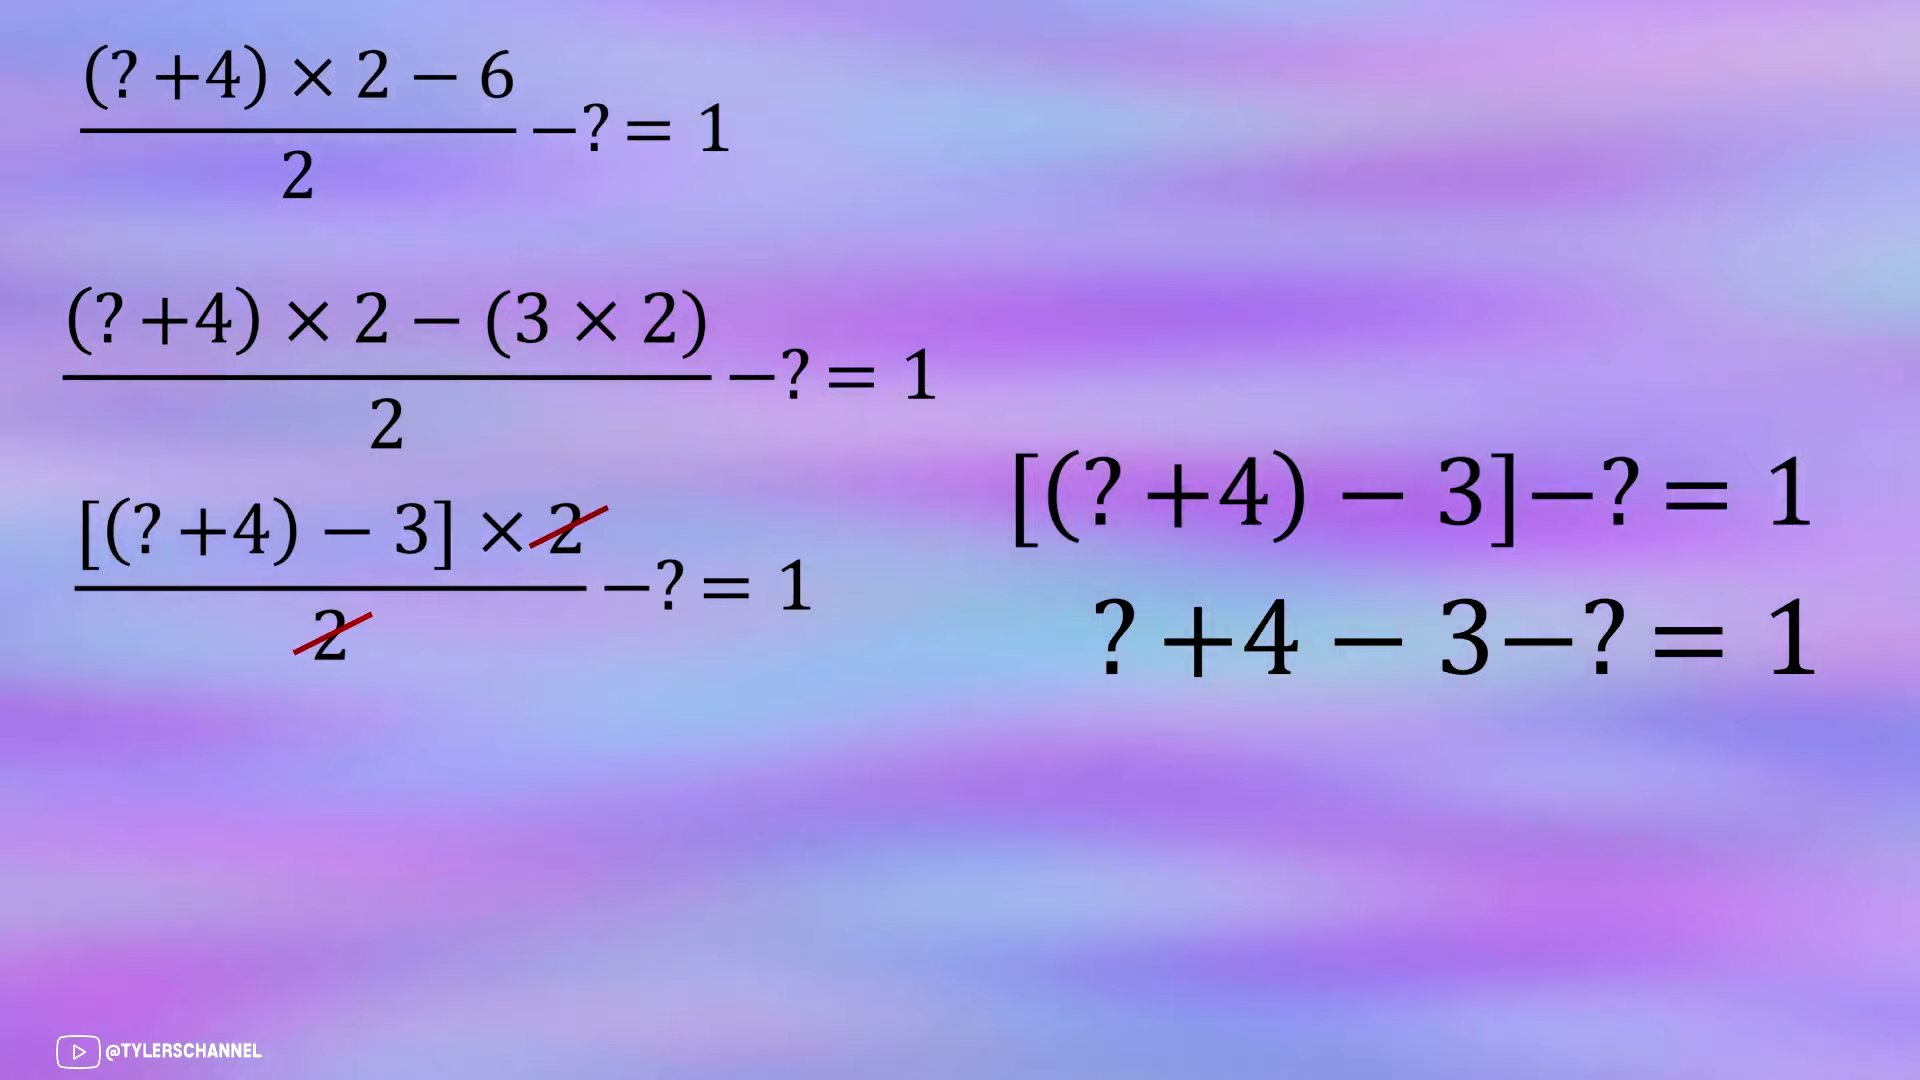 (? +4) × 2 − 6
2
−? = 1
(? +4) × 2 − (3 × 2)
2
−? = 1
[(? +4) − 3] × 2
2
−? = 1
[(? +4) − 3]−? = 1
? +4 − 3−? = 1
@TYLERSCHANNEL